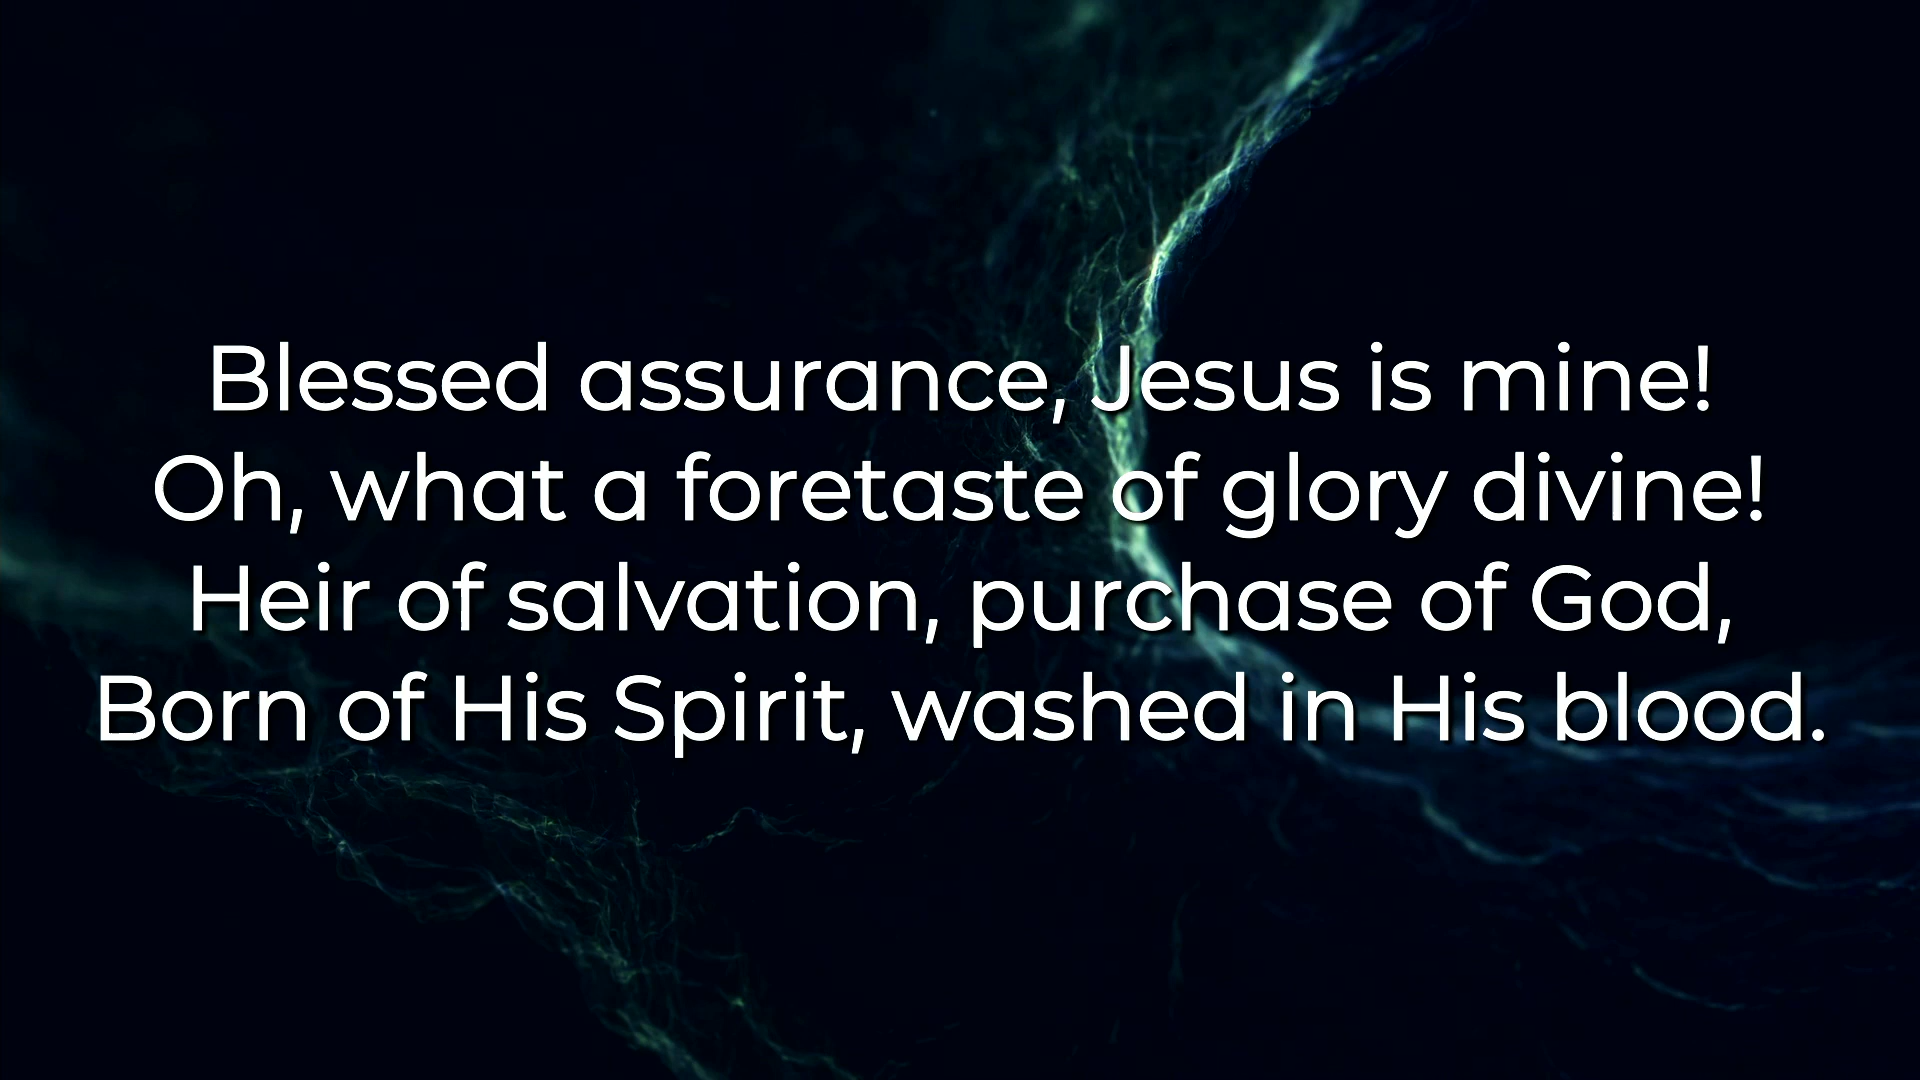 Blessed assurance, Jesus is mine!
Oh, what a foretaste of glory divine!
Heir of salvation, purchase of God,
Born of His Spirit, washed in His blood.